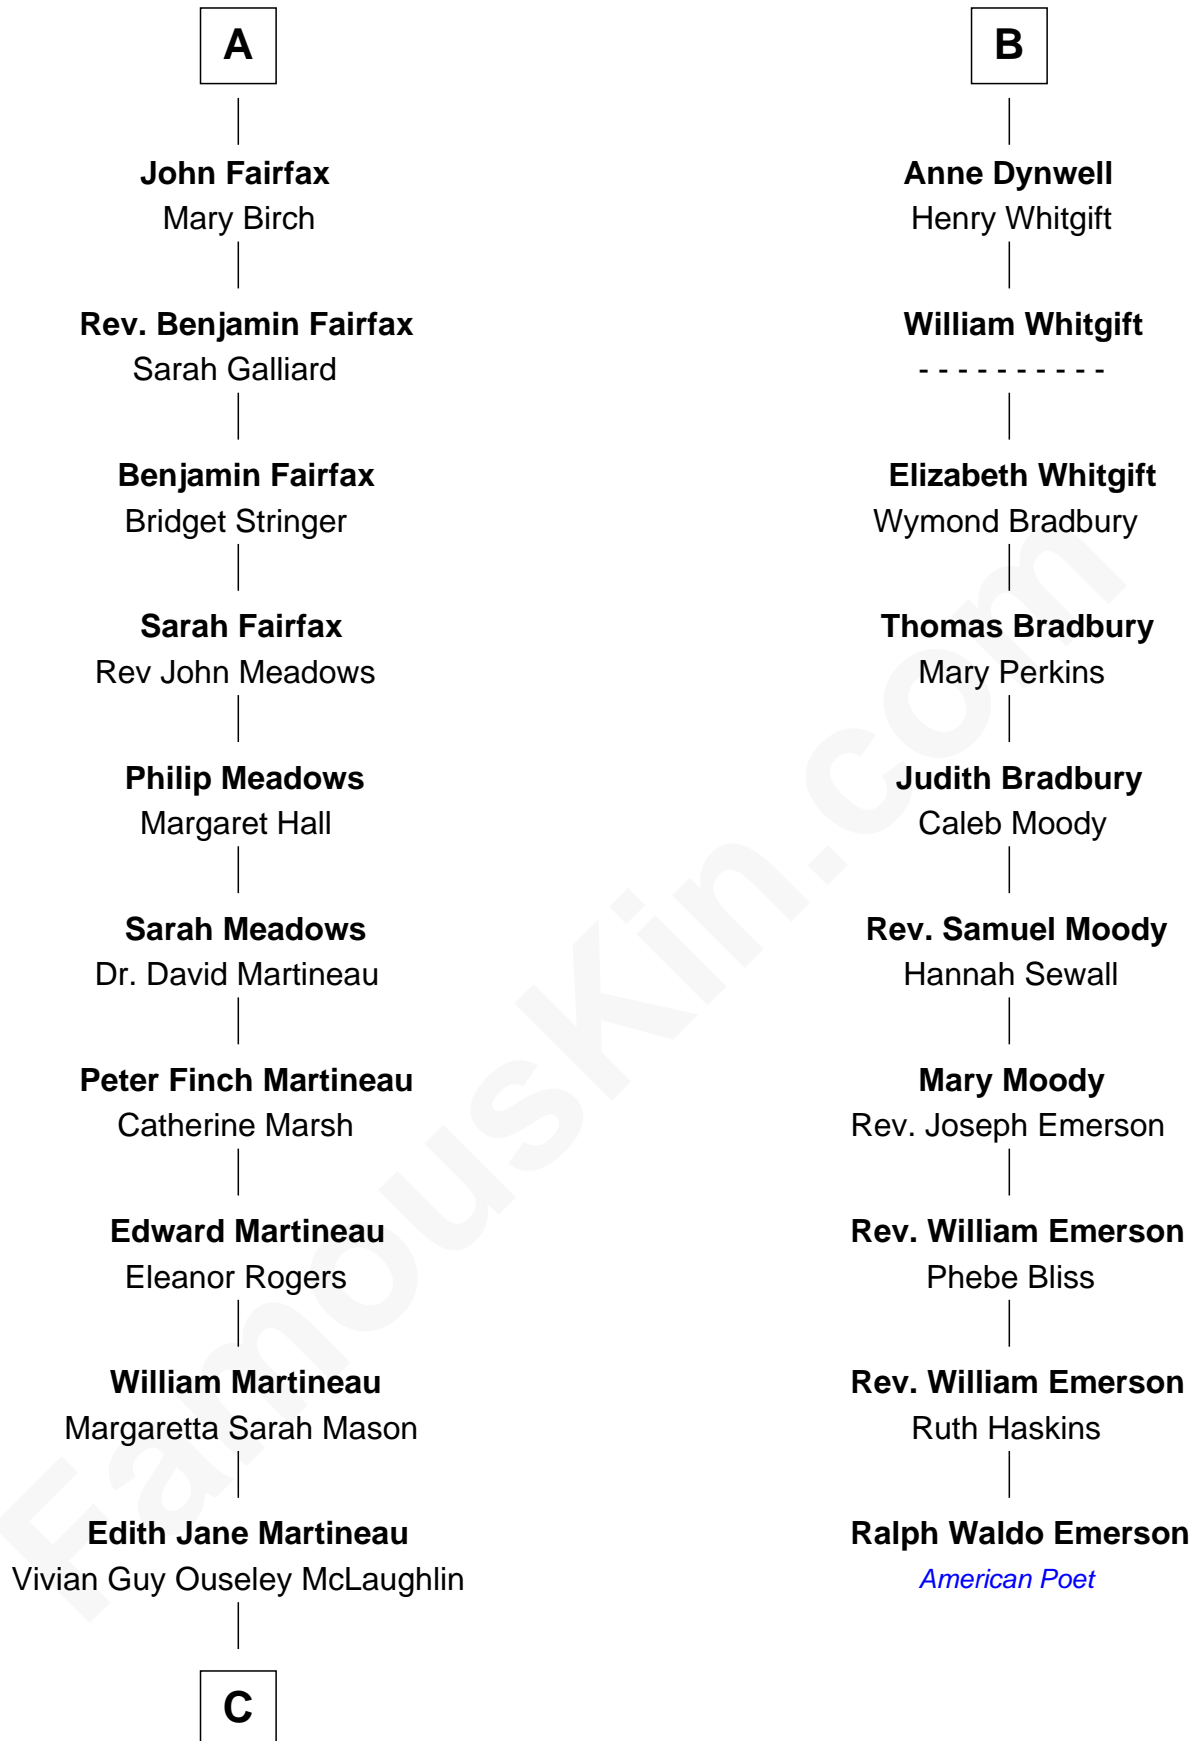 A
John Fairfax
Mary Birch
Rev. Benjamin Fairfax
Sarah Galliard
Benjamin Fairfax
Bridget Stringer
Sarah Fairfax
Rev John Meadows
Philip Meadows
Margaret Hall
Sarah Meadows
Dr. David Martineau
Peter Finch Martineau
Catherine Marsh
Edward Martineau
Eleanor Rogers
William Martineau
Margaretta Sarah Mason
Edith Jane Martineau
Vivian Guy Ouseley McLaughlin
C
B
Anne Dynwell
Henry Whitgift
William Whitgift
- - - - - - - - - -
Elizabeth Whitgift
Wymond Bradbury
Thomas Bradbury
Mary Perkins
Judith Bradbury
Caleb Moody
Rev. Samuel Moody
Hannah Sewall
Mary Moody
Rev. Joseph Emerson
Rev. William Emerson
Phebe Bliss
Rev. William Emerson
Ruth Haskins
Ralph Waldo Emerson
American Poet
FamousKin.com